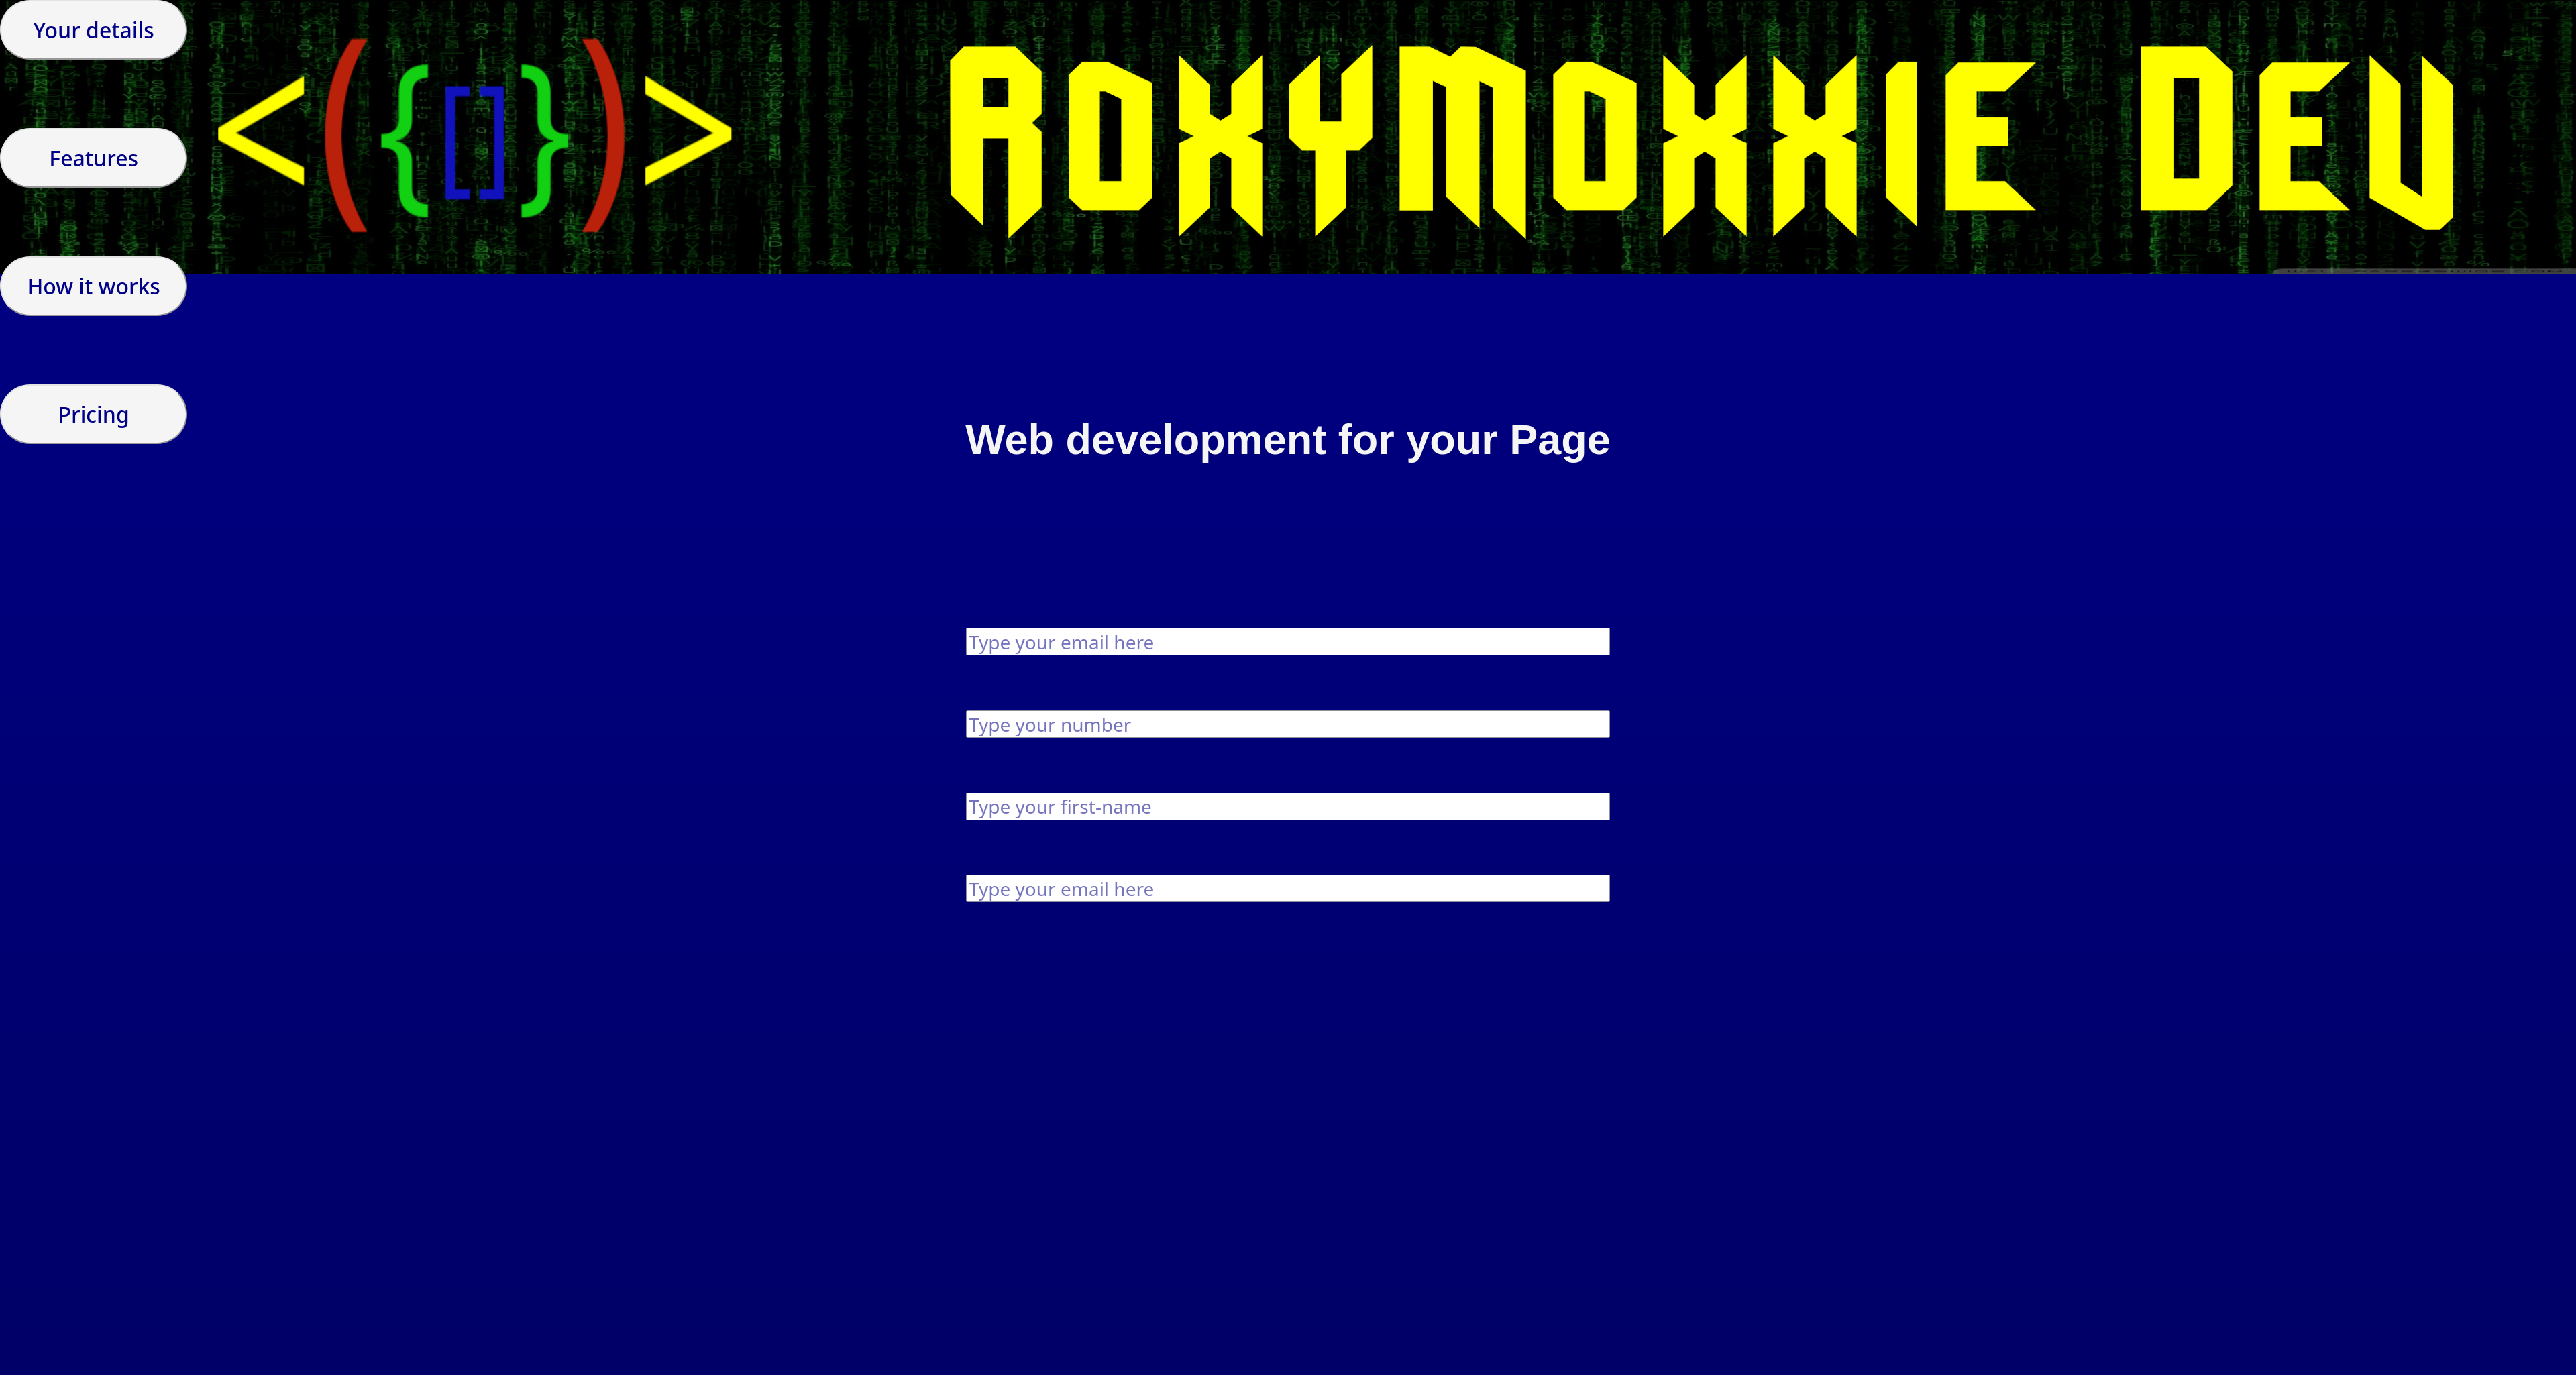 Your details
<({[]})>
RoxyMoxxie Dev
Features
How it works
Pricing
Web development for your Page
Type your email here
Type your number
Type your first-name
Type your email here